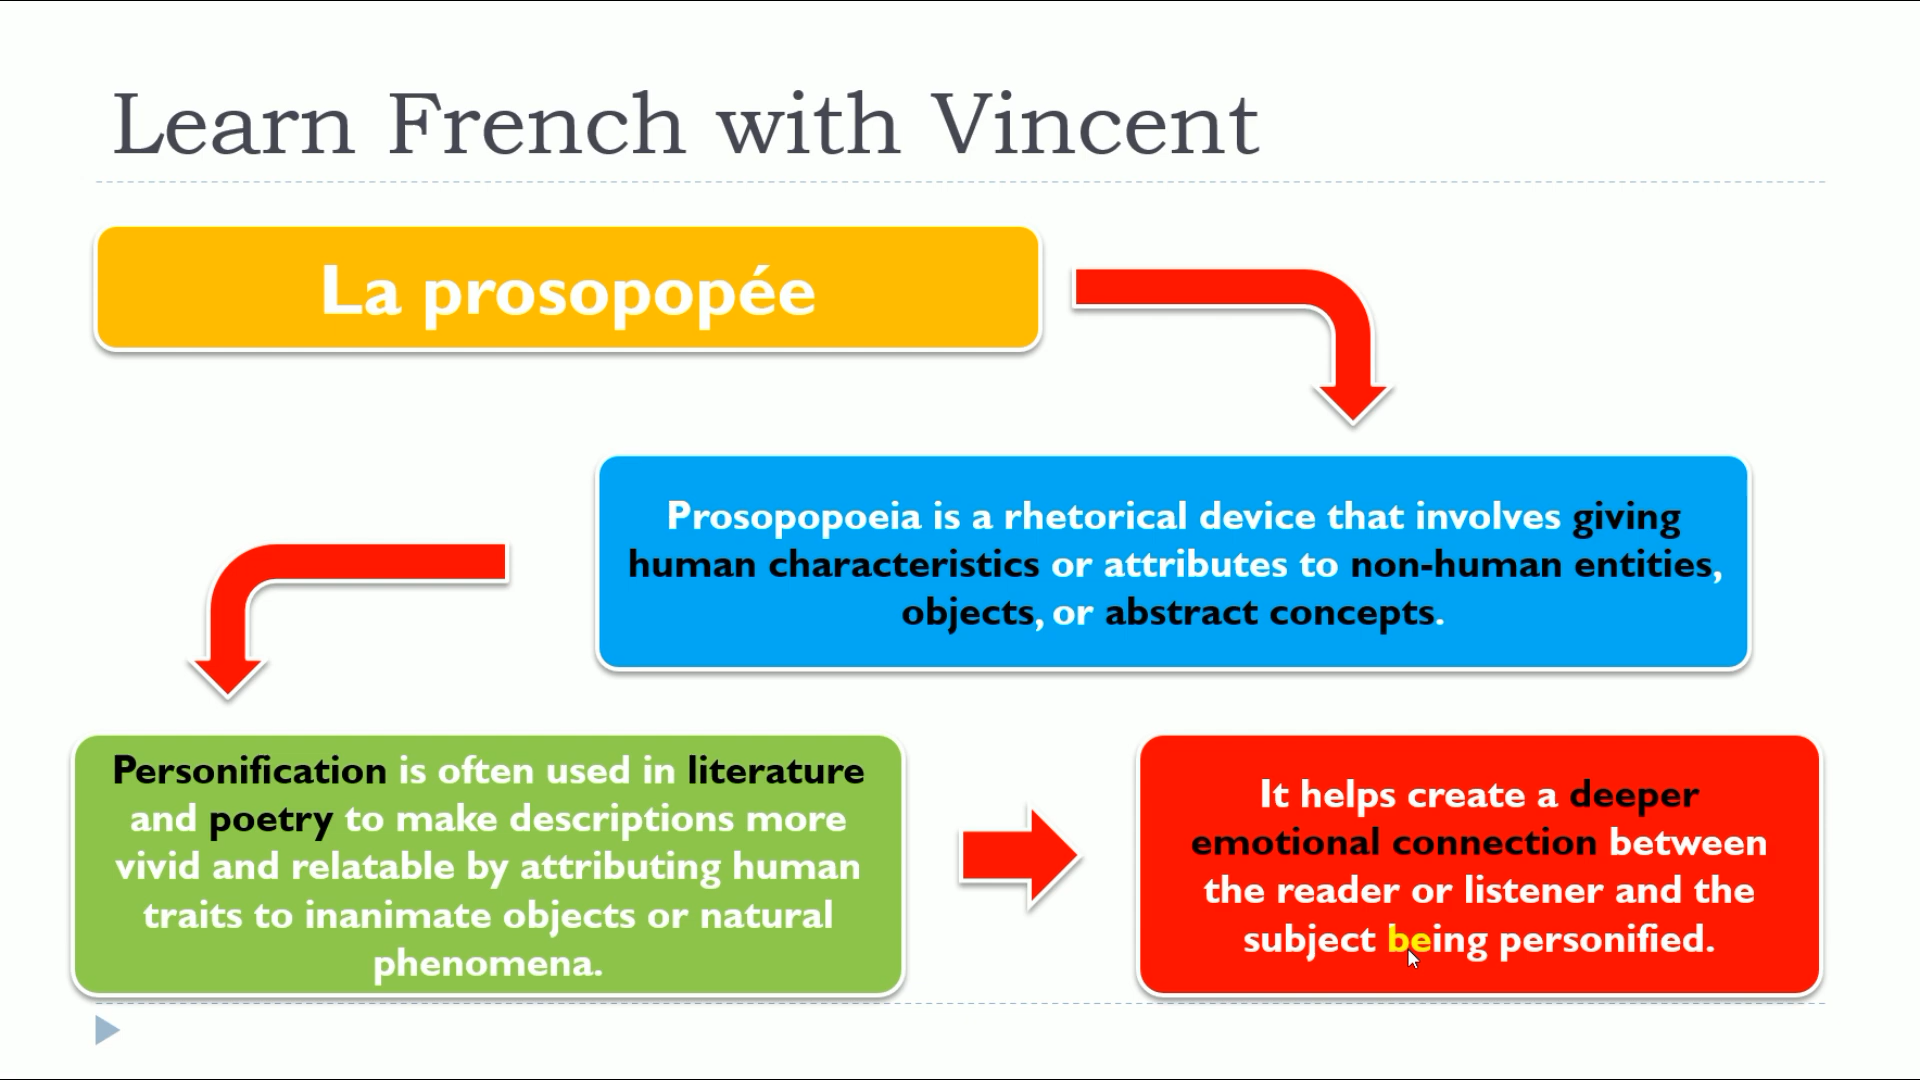 Learn French with Vincent
La prosopopée
Prosopopoeia is a rhetorical device that involves giving
human characteristics or attributes to non-human entities,
objects, or abstract concepts.
Personification is often used in literature
and poetry to make descriptions more
vivid and relatable by attributing human
traits to inanimate objects or natural
phenomena.
It helps create a deeper
emotional connection between
the reader or listener and the
subject being personified.